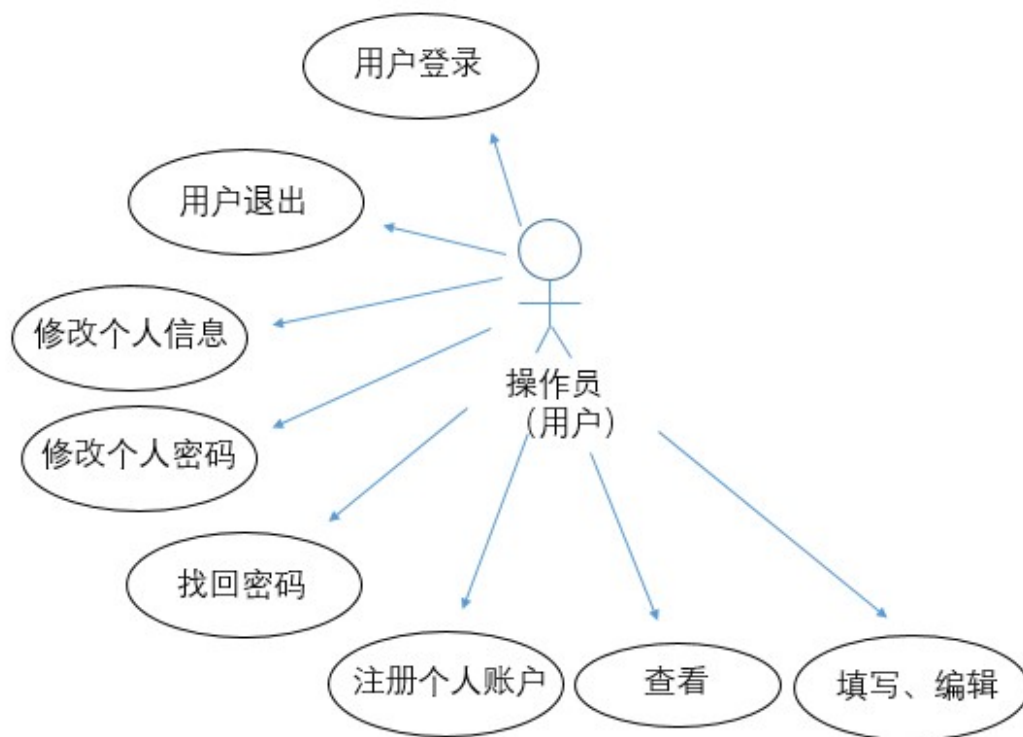 用户登录
用户退出
修改个人信息
操作员
（用户）
修改个人密码
找回密码
注册个人账户
查看
填写、编辑